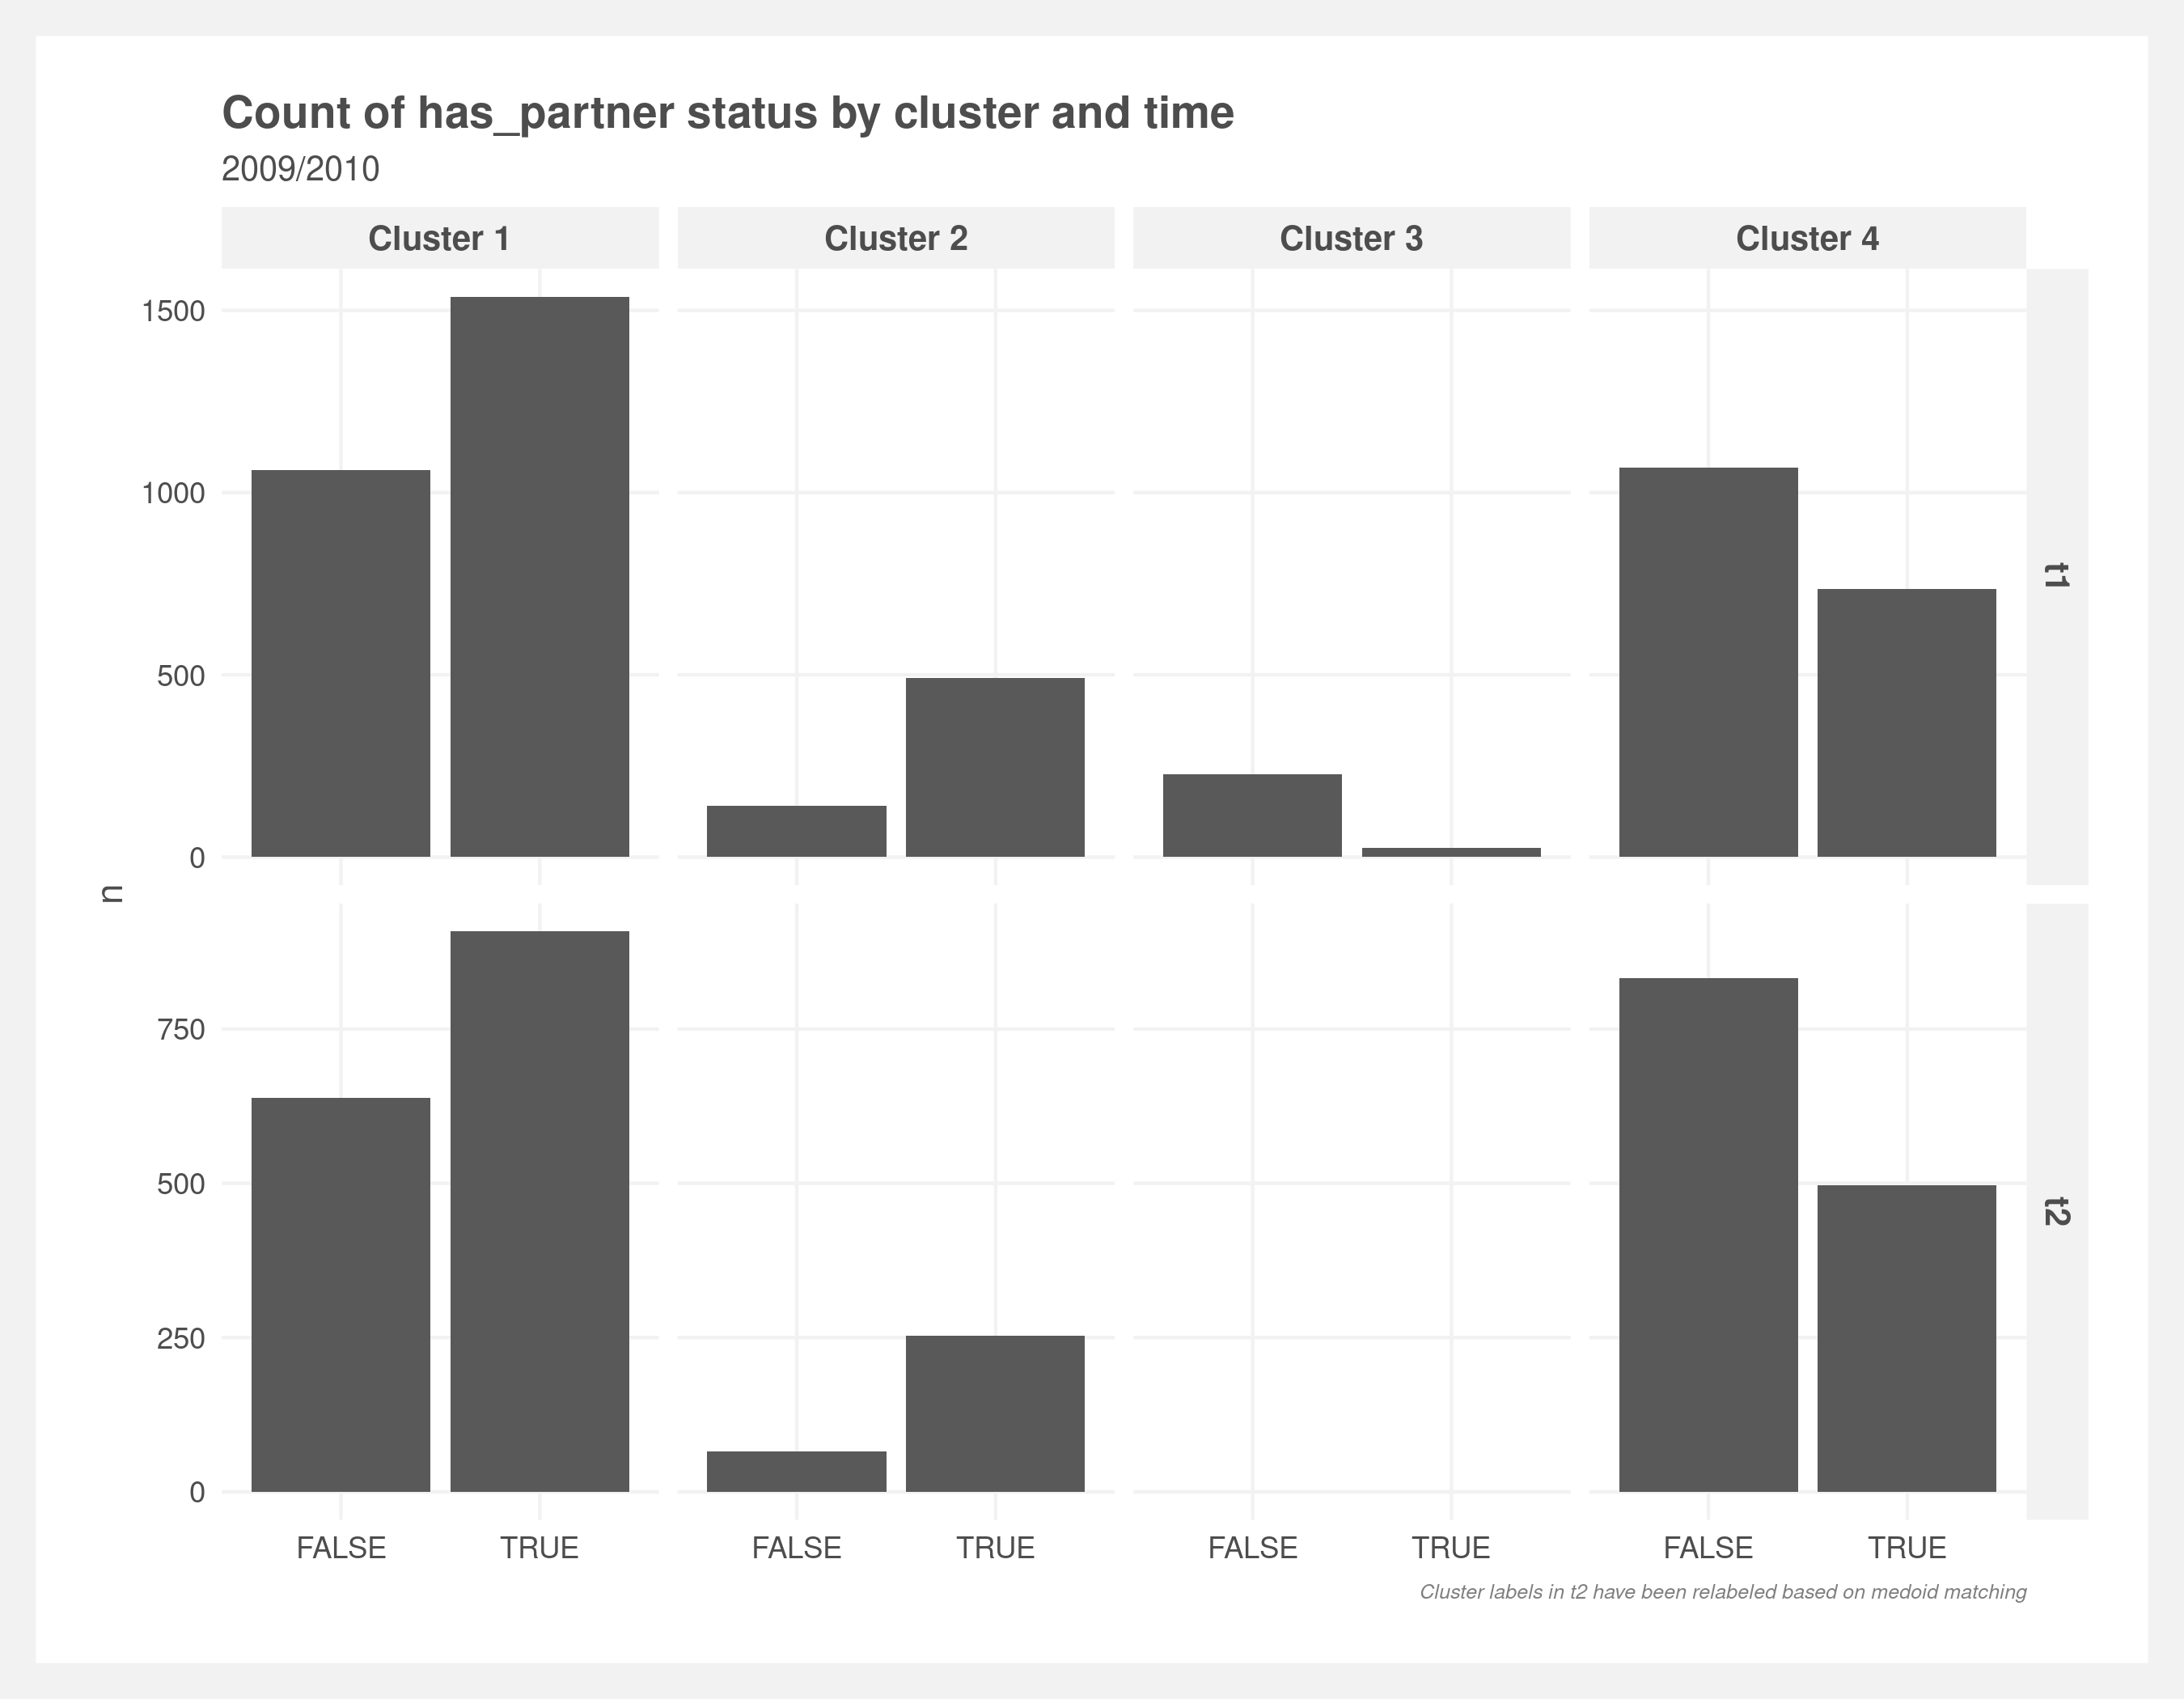 Count of has_partner status by cluster and time
2009/2010
Cluster 1 Cluster 2 Cluster 3 Cluster 4
1500
1000
500
0
t1
n
750
500
250
0
t2
FALSE TRUE FALSE TRUE FALSE TRUE FALSE TRUE
Cluster labels in t2 have been relabeled based on medoid matching